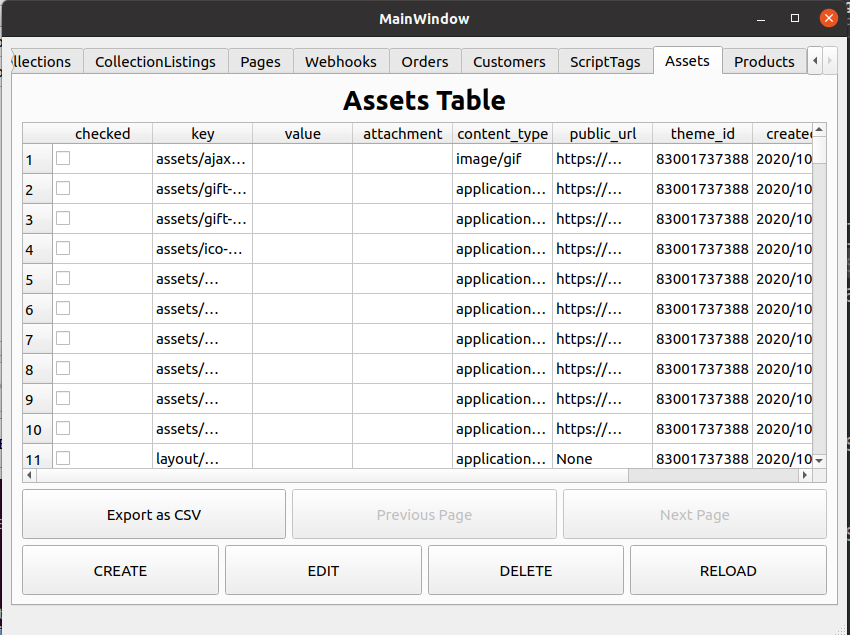 MainWindow
llections CollectionListings Pages Webhooks Orders Customers ScriptTags Assets Products
Assets Table
checked key value attachment content_type public_url theme_id created
1 assets/ajax... image/gif https://... 83001737388 2020/10
2 assets/gift-... application... https://... 83001737388 2020/10
3 assets/gift-... application... https://... 83001737388 2020/10
4 assets/ico-... application... https://... 83001737388 2020/10
5 assets/... application... https://... 83001737388 2020/10
6 assets/... application... https://... 83001737388 2020/10
7 assets/... application... https://... 83001737388 2020/10
8 assets/... application... https://... 83001737388 2020/10
9 assets/... application... https://... 83001737388 2020/10
10 assets/... application... https://... 83001737388 2020/10
11 layout/... application... None 83001737388 2020/10
Export as CSV Previous Page Next Page
CREATE EDIT DELETE RELOAD